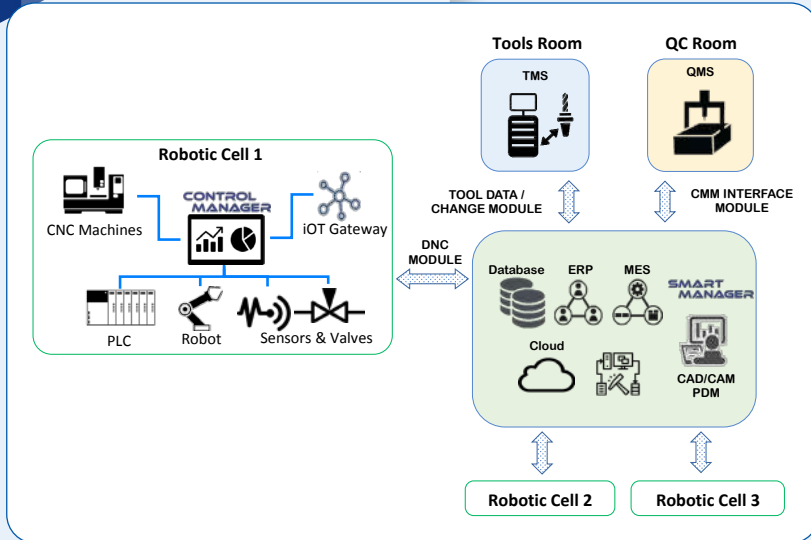 Tools Room
QC Room
TMS
QMS
Robotic Cell 1
CONTROL
MANAGER
CNC Machines
iOT Gateway
PLC
Robot
Sensors & Valves
TOOL DATA /
CHANGE MODULE
CMM INTERFACE
MODULE
DNC
MODULE
Database
ERP
MES
SMART
MANAGER
Cloud
CAD/CAM
PDM
Robotic Cell 2
Robotic Cell 3